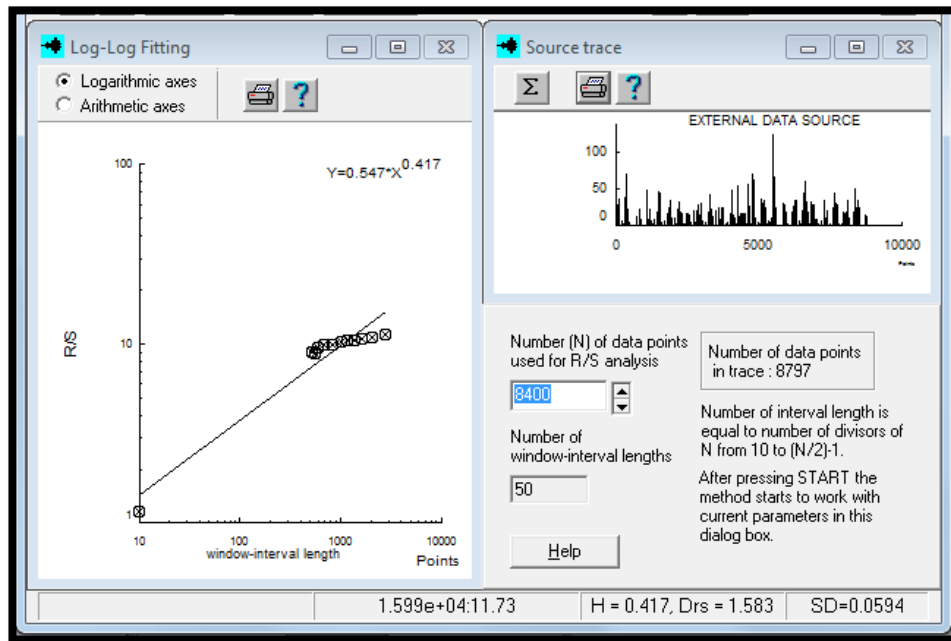 Log-Log Fitting
Logarithmic axes
Arithmetic axes
?
Y=0.547*X^0.417
100
10
1
R/S
10 100 1000 10000
window-interval length
Points
Source trace
Σ
?
EXTERNAL DATA SOURCE
100
50
0
0 5000 10000
Points
Number (N) of data points
used for R/S analysis
8400
Number of
window-interval lengths
50
Help
Number of data points
in trace : 8797
Number of interval length is
equal to number of divisors of
N from 10 to (N/2)-1.
After pressing START the
method starts to work with
current parameters in this
dialog box.
1.599e+04:11.73
H = 0.417, Drs = 1.583
SD=0.0594